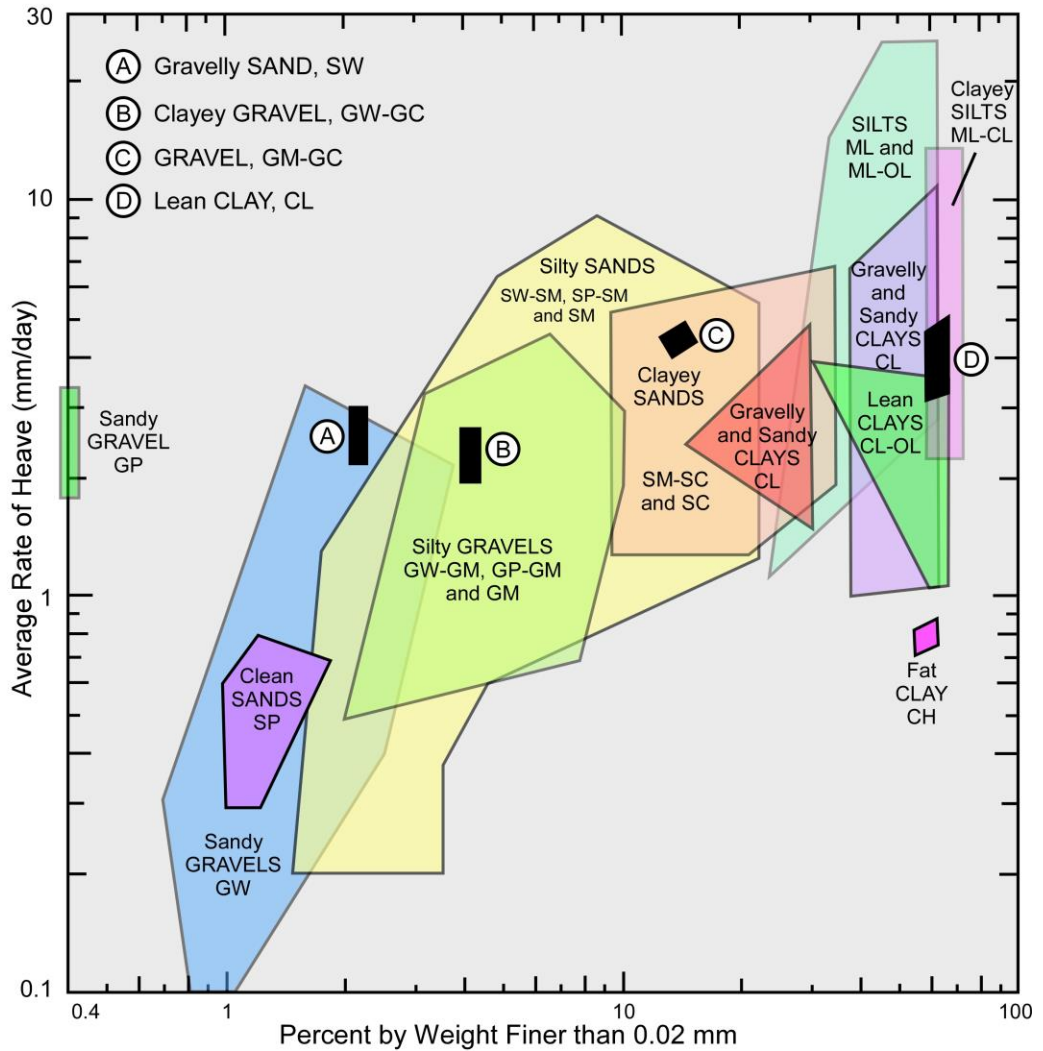 30
10
1
0.1
Average Rate of Heave (mm/day)
A Gravelly SAND, SW
B Clayey GRAVEL, GW-GC
C GRAVEL, GM-GC
D Lean CLAY, CL
Clayey
SILTS
ML-CL
SILTS
ML and
ML-OL
Silty SANDS
SW-SM, SP-SM
and SM
Gravelly
and
Sandy
CLAYS
CL
C
D
Clayey
SANDS
Sandy
GRAVEL
GP
A
B
Gravelly
and Sandy
CLAYS
CL
Lean
CLAYS
CL-OL
SM-SC
and SC
Silty GRAVELS
GW-GM, GP-GM
and GM
Clean
SANDS
SP
Fat
CLAY
CH
Sandy
GRAVELS
GW
0.4
1
10
100
Percent by Weight Finer than 0.02 mm